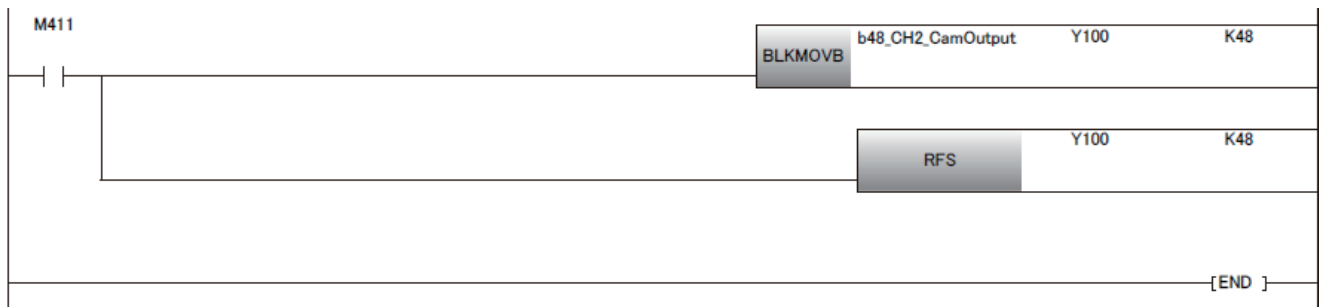 M411
BLKMOVB b48_CH2_CamOutput Y100 K48
RFS Y100 K48
[END ]